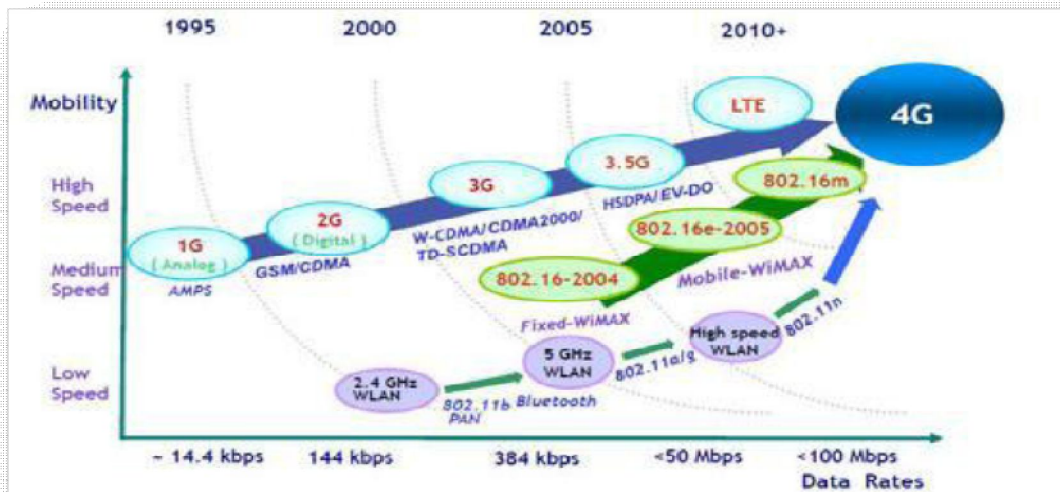 1995
2000
2005
2010+
Mobility
LTE
4G
3.5G
802.16m
High
Speed
3G
HSDPA/EV-DO
2G
(Digital)
W-CDMA/CDMA2000/
TD-SCDMA
802.16e-2005
1G
(Analog)
GSM/CDMA
Medium
Speed
AMPS
802.16-2004
Mobile-WiMAX
Fixed-WiMAX
802.11n
High speed
WLAN
5 GHz
WLAN
802.11a/g
Low
Speed
2.4 GHz
WLAN
802.11b
PAN
Bluetooth
~ 14.4 kbps
144 kbps
384 kbps
<50 Mbps
<100 Mbps
Data Rates